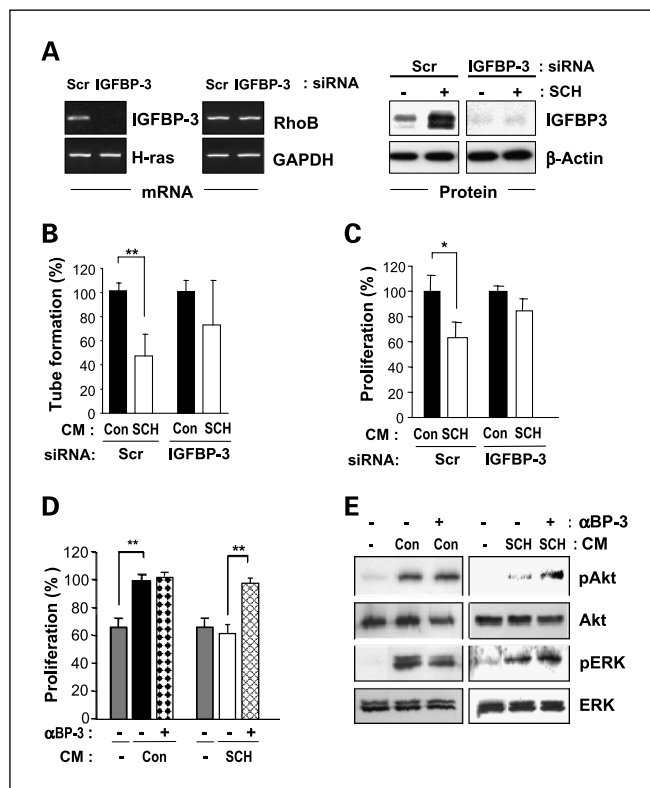 A
Scr IGFBP-3 Scr IGFBP-3 : siRNA
IGFBP-3 RhoB
H-ras GAPDH
mRNA
Scr IGFBP-3 : siRNA
- + - + : SCH
IGFBP3
β-Actin
Protein
B
**
Tube formation (%)
120
100
80
60
40
20
0
CM : Con SCH Con SCH
siRNA: Scr IGFBP-3
C
*
Proliferation (%)
120
100
80
60
40
20
0
CM : Con SCH Con SCH
siRNA: Scr IGFBP-3
D
** **
Proliferation (%)
120
100
80
60
40
20
0
αBP-3 : - - + - - +
CM : - Con - SCH
E
- - + - - + : αBP-3
- Con Con - SCH SCH : CM
pAkt
Akt
pERK
ERK